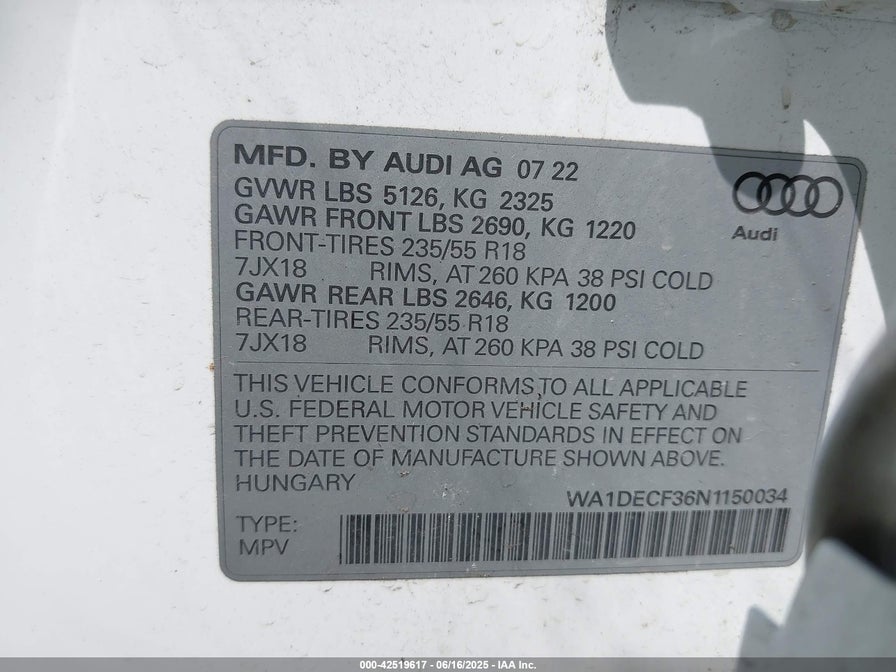 MFD. BY AUDI AG 07 22
GVWR LBS 5126, KG 2325
GAWR FRONT LBS 2690, KG 1220
FRONT-TIRES 235/55 R18
7JX18 RIMS, AT 260 KPA 38 PSI COLD
GAWR REAR LBS 2646, KG 1200
REAR-TIRES 235/55 R18
7JX18 RIMS, AT 260 KPA 38 PSI COLD
Audi
THIS VEHICLE CONFORMS TO ALL APPLICABLE
U.S. FEDERAL MOTOR VEHICLE SAFETY AND
THEFT PREVENTION STANDARDS IN EFFECT ON
THE DATE OF MANUFACTURE SHOWN ABOVE.
HUNGARY
WA1DECF36N1150034
TYPE:
MPV
000-42519617 - 06/16/2025 - IAA Inc.